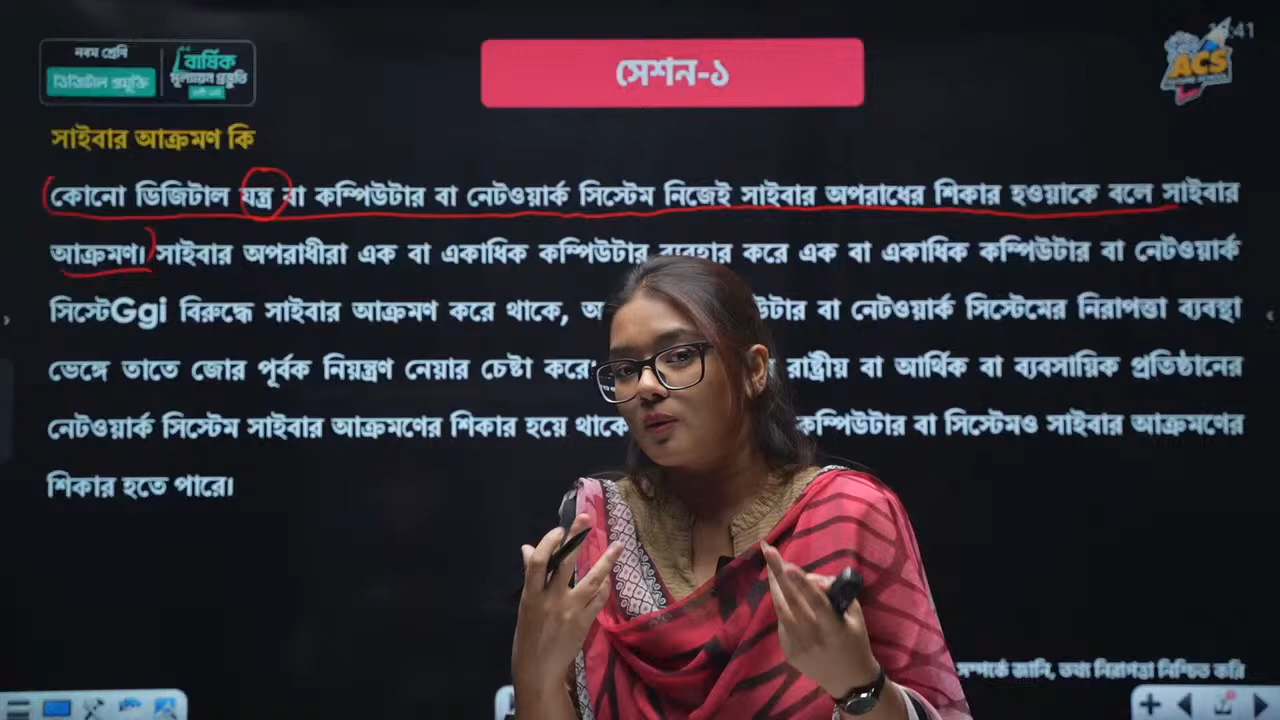 নবম শ্রেণি
ডিজিটাল প্রযুক্তি
বার্ষিক
মূল্যায়ন প্রস্তুতি
সেশন-১
41
ACS
সাইবার আক্রমণ কি
কোনো ডিজিটাল যন্ত্র বা কম্পিউটার বা নেটওয়ার্ক সিস্টেম নিজেই সাইবার অপরাধের শিকার হওয়াকে বলে সাইবার
আক্রমণ। সাইবার অপরাধীরা এক বা একাধিক কম্পিউটার ব্যবহার করে এক বা একাধিক কম্পিউটার বা নেটওয়ার্ক
সিস্টেGgi বিরুদ্ধে সাইবার আক্রমণ করে থাকে, বা নেটওয়ার্ক সিস্টেমের নিরাপত্তা ব্যবস্থা
ভেঙ্গে তাতে জোর পূর্বক নিয়ন্ত্রণ নেয়ার চেষ্টা করে রাষ্ট্রীয় বা আর্থিক বা ব্যবসায়িক প্রতিষ্ঠানের
নেটওয়ার্ক সিস্টেম সাইবার আক্রমণের শিকার হয়ে কম্পিউটার বা সিস্টেমও সাইবার আক্রমণের
শিকার হতে পারে।
সম্পর্কে জানি, তথ্য নিরাপত্তা নিশ্চিত করি